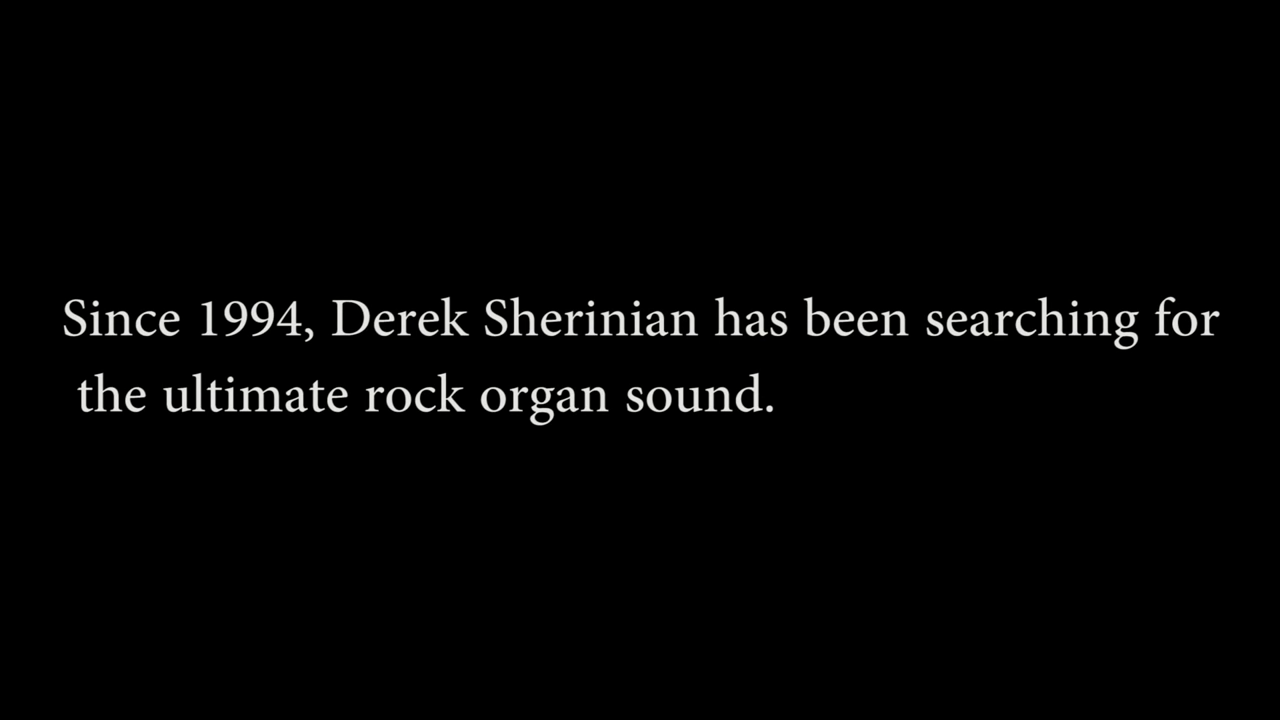 Since 1994, Derek Sherinian has been searching for
the ultimate rock organ sound.